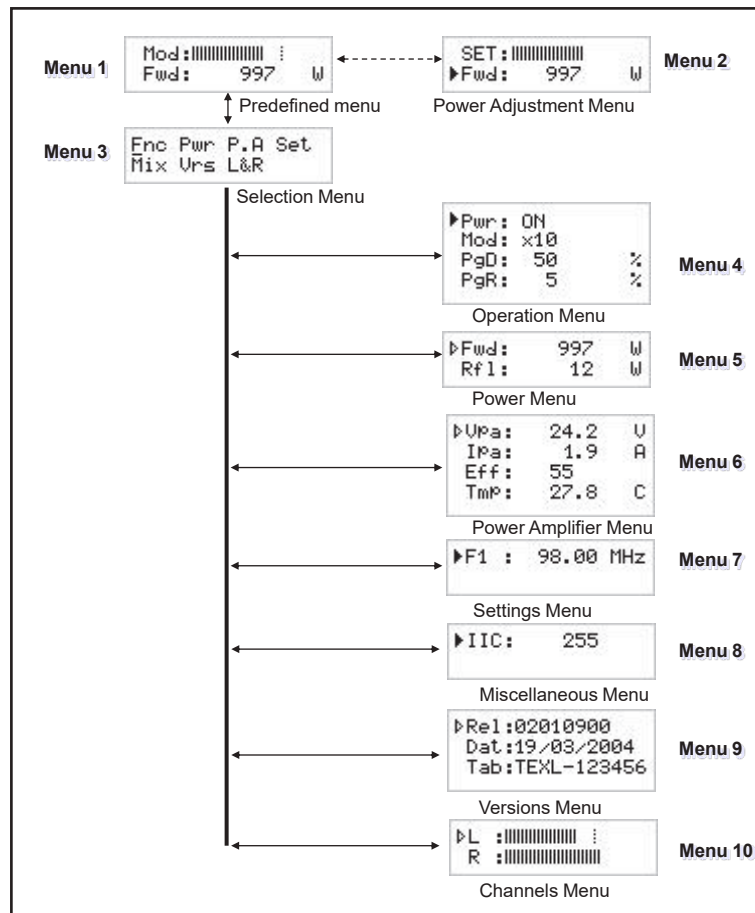 Menu 1
Mod:
Fwd: 997 W
Predefined menu
SET:
Fwd: 997 W
Menu 2
Power Adjustment Menu
Menu 3
Fnc Pwr P.A Set
Mix Vrs L&R
Selection Menu
Pwr: ON
Mod: x10
PgD: 50 %
PgR: 5 %
Menu 4
Operation Menu
Fwd: 997 W
Rfl: 12 W
Menu 5
Power Menu
Vpa: 24.2 V
Ipa: 1.9 A
Eff: 55
Tmp: 27.8 C
Menu 6
Power Amplifier Menu
F1 : 98.00 MHz
Menu 7
Settings Menu
IIC: 255
Menu 8
Miscellaneous Menu
Rel:02010900
Dat:19/03/2004
Tab:TEXL-123456
Menu 9
Versions Menu
L :
R :
Menu 10
Channels Menu